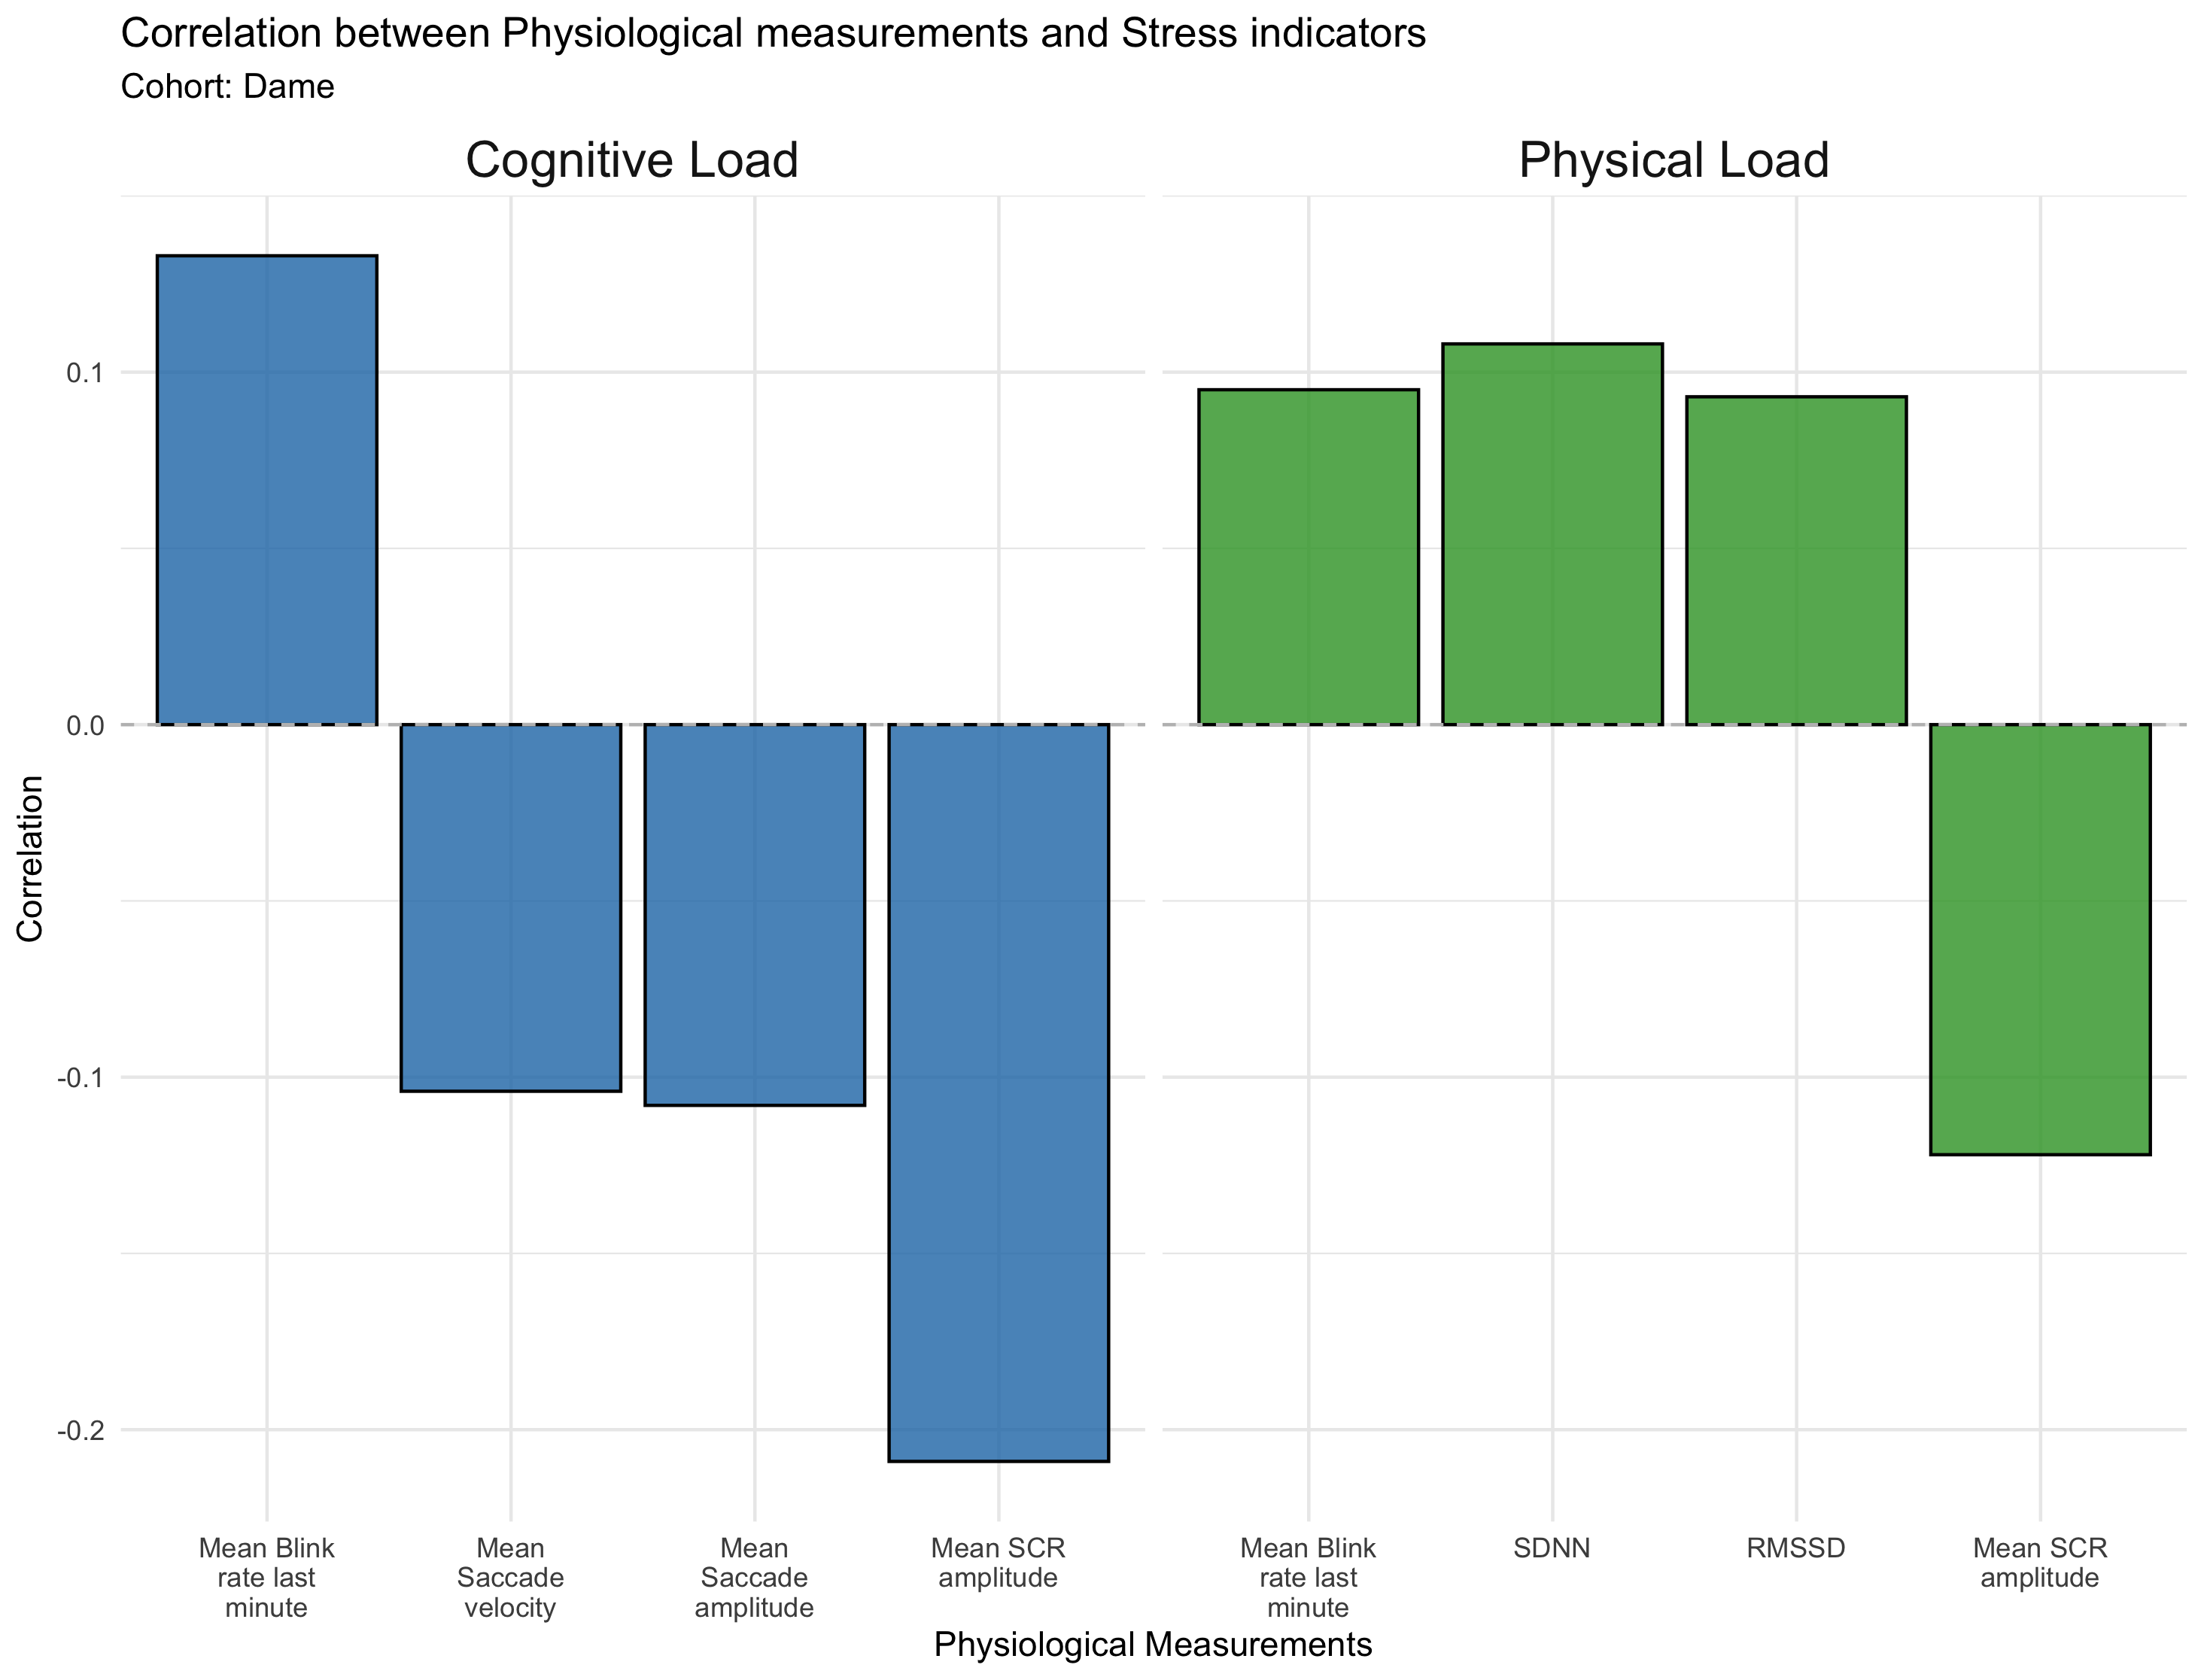 Correlation between Physiological measurements and Stress indicators
Cohort: Dame
Cognitive Load
Physical Load
0.1
0.0
-0.1
-0.2
Correlation
Mean Blink
rate last
minute
Mean
Saccade
velocity
Mean
Saccade
amplitude
Mean SCR
amplitude
Mean Blink
rate last
minute
SDNN
RMSSD
Mean SCR
amplitude
Physiological Measurements